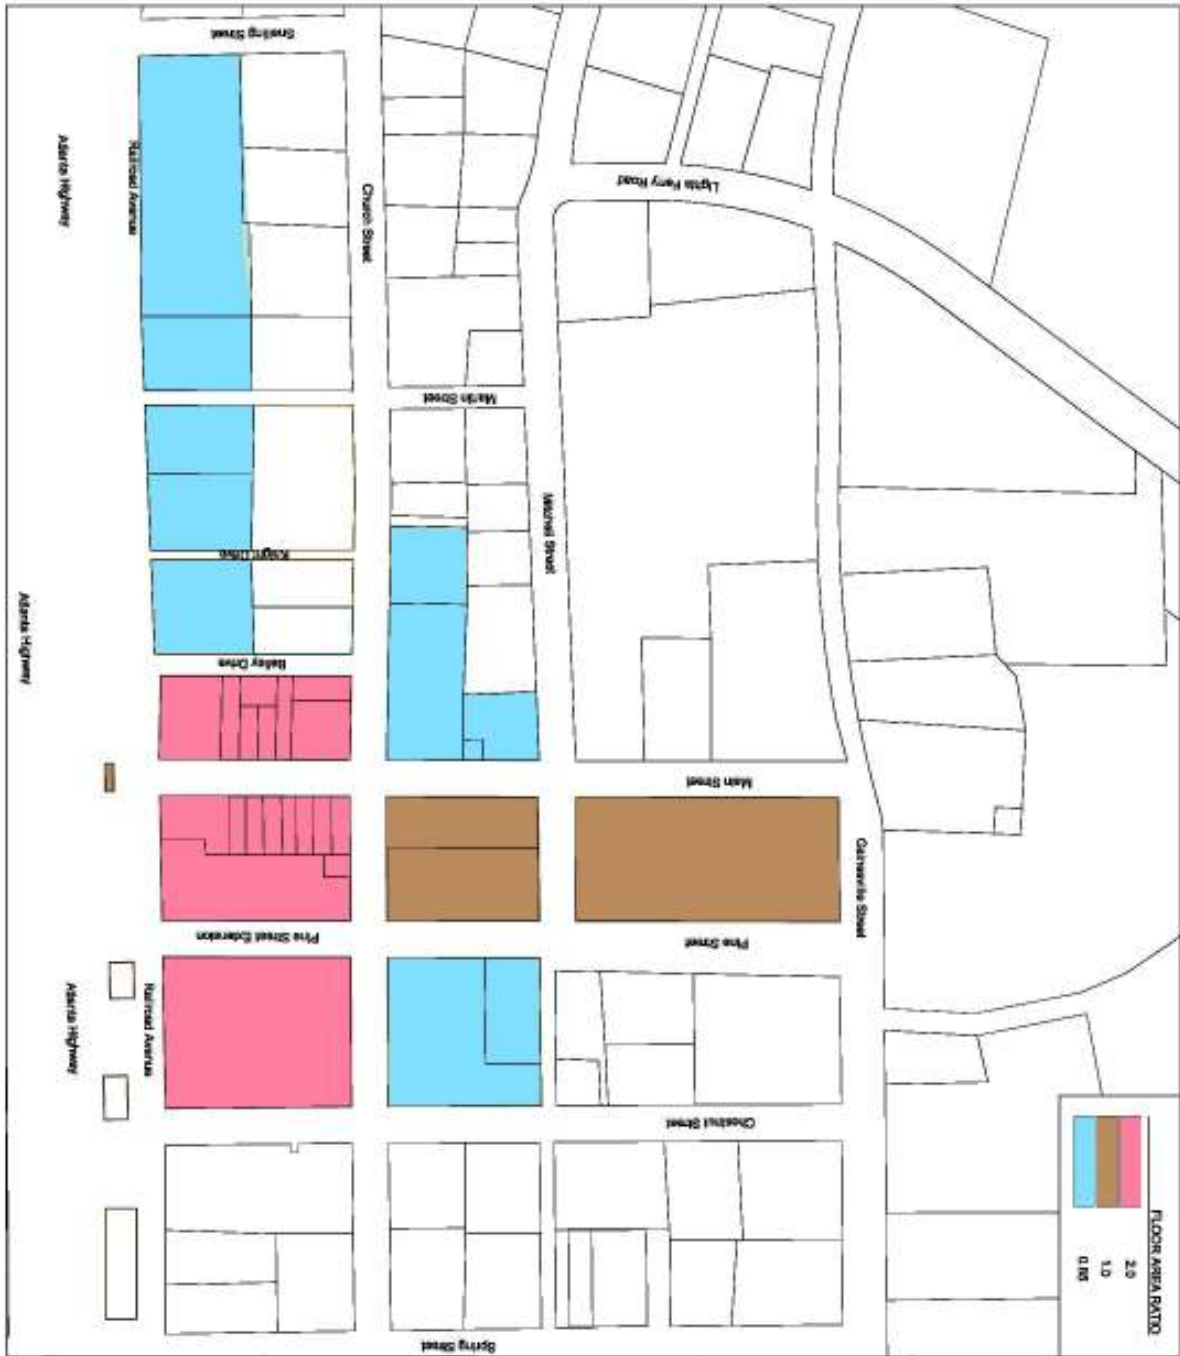 Snelling Street
Atlanta Highway
Railroad Avenue
Church Street
Lights Ferry Road
Martin Street
Mitchell Street
Knight Drive
Bailey Drive
Atlanta Highway
Main Street
Gainesville Street
Pine Street Extension
Pine Street
Railroad Avenue
Atlanta Highway
Chestnut Street
Spring Street
FLOOR AREA RATIO
2.0
1.0